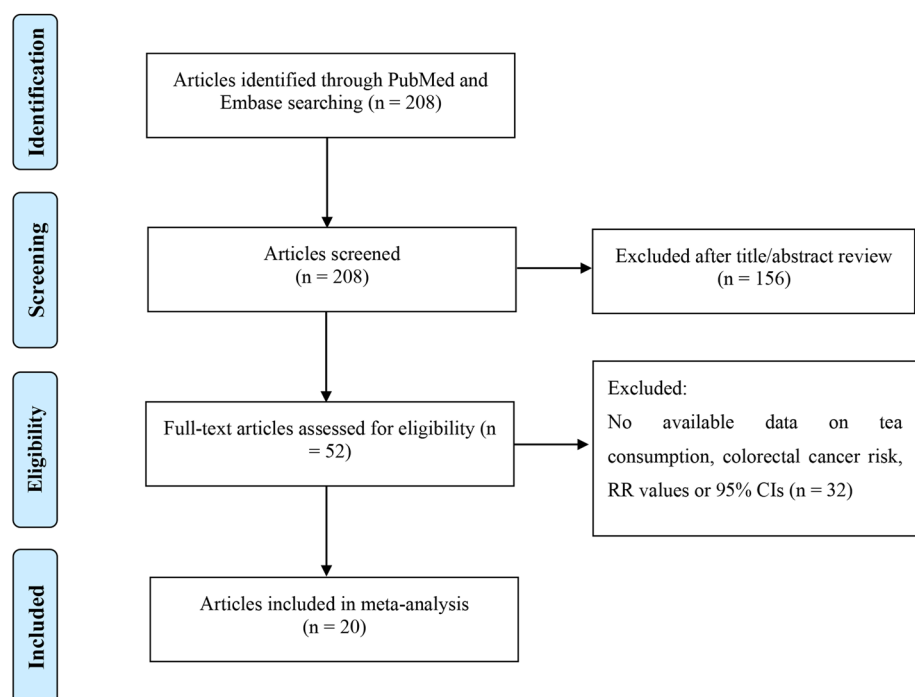 Identification
Articles identified through PubMed and
Embase searching (n = 208)
Screening
Articles screened
(n = 208)
Excluded after title/abstract review
(n = 156)
Eligibility
Full-text articles assessed for eligibility (n
= 52)
Excluded:
No available data on tea
consumption, colorectal cancer risk,
RR values or 95% CIs (n = 32)
Included
Articles included in meta-analysis
(n = 20)